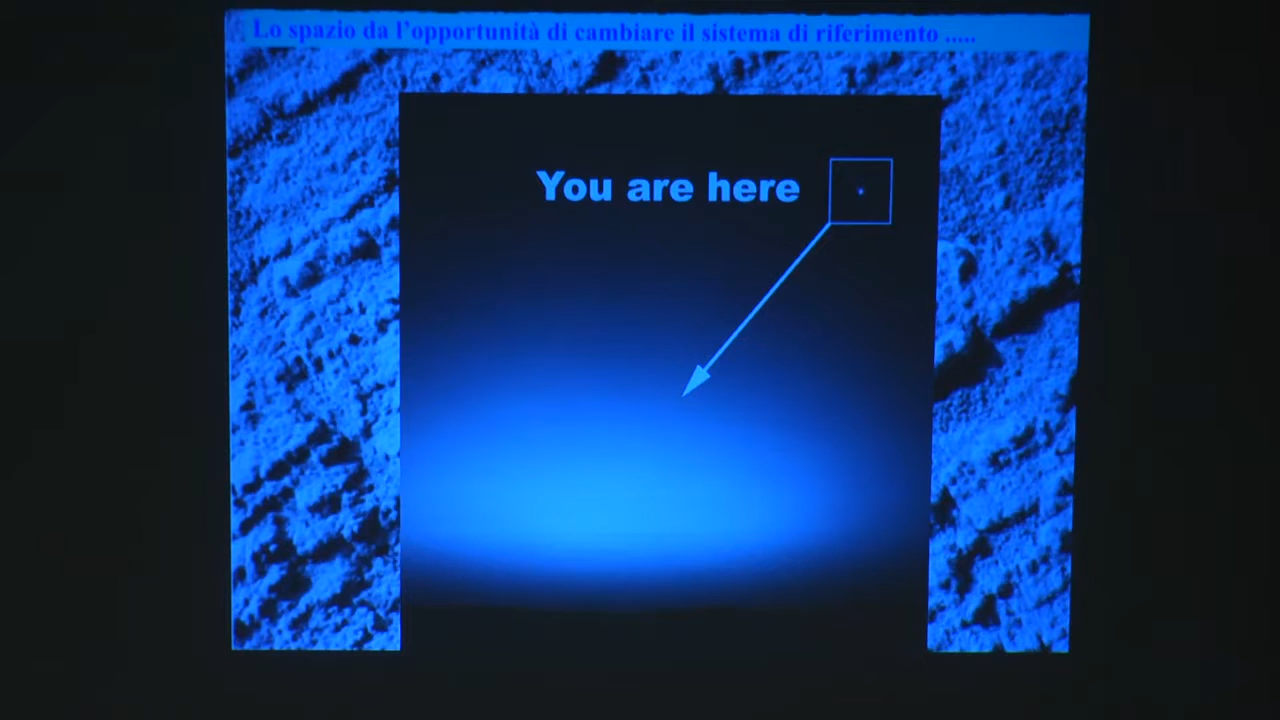 Lo spazio da l'opportunità di cambiare il sistema di riferimento .....
You are here